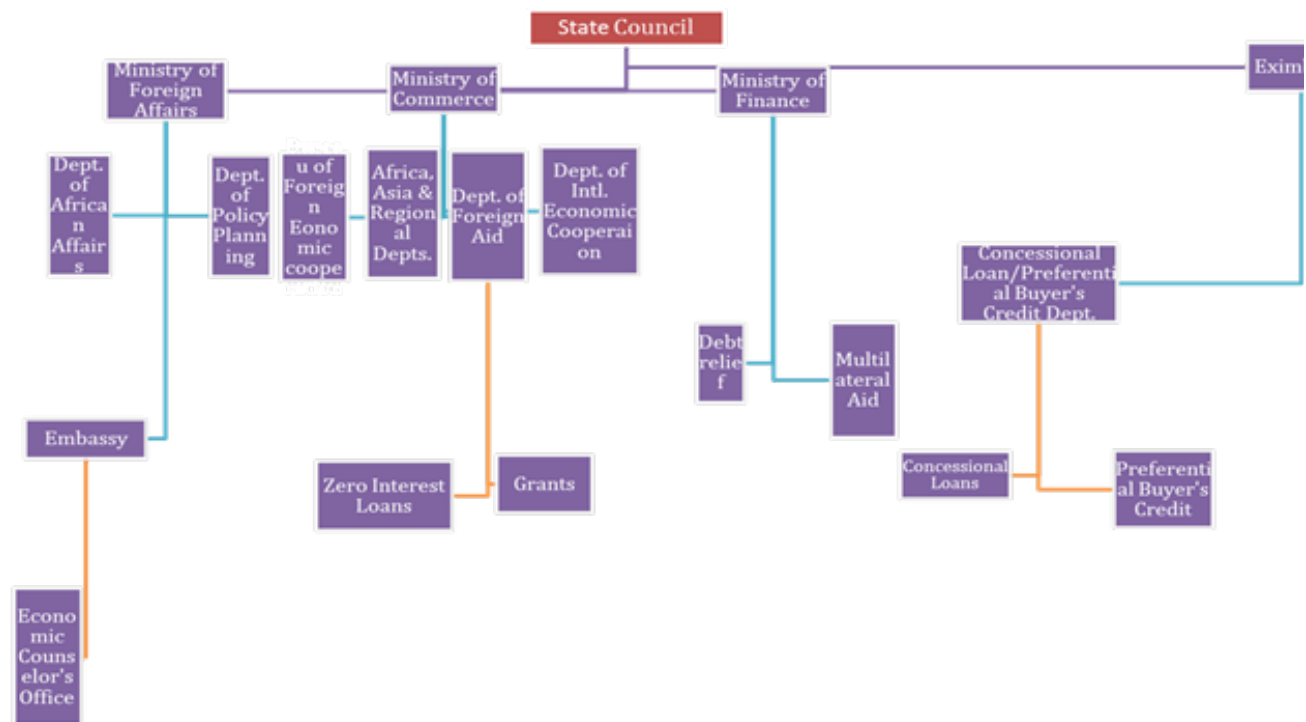 State Council
Ministry of
Foreign
Affairs
Ministry of
Commerce
Ministry of
Finance
Dept.
of
Africa
n
Affair
s
Dept.
of
Policy
Plann
ing
u of
Foreig
n
Eonomic
coope
Africa,
Asia &
Region
al
Depts.
Dept. of
Foreign
Aid
Dept. of
Intl.
Economic
Cooperai
on
Concessional
Loan/Preferenti
al Buyer's
Credit Dept.
Debt
relie
f
Multil
ateral
Aid
Embassy
Zero Interest
Loans
Grants
Concessional
Loans
Preferenti
al Buyer's
Credit
Econo
mic
Couns
elor's
Office